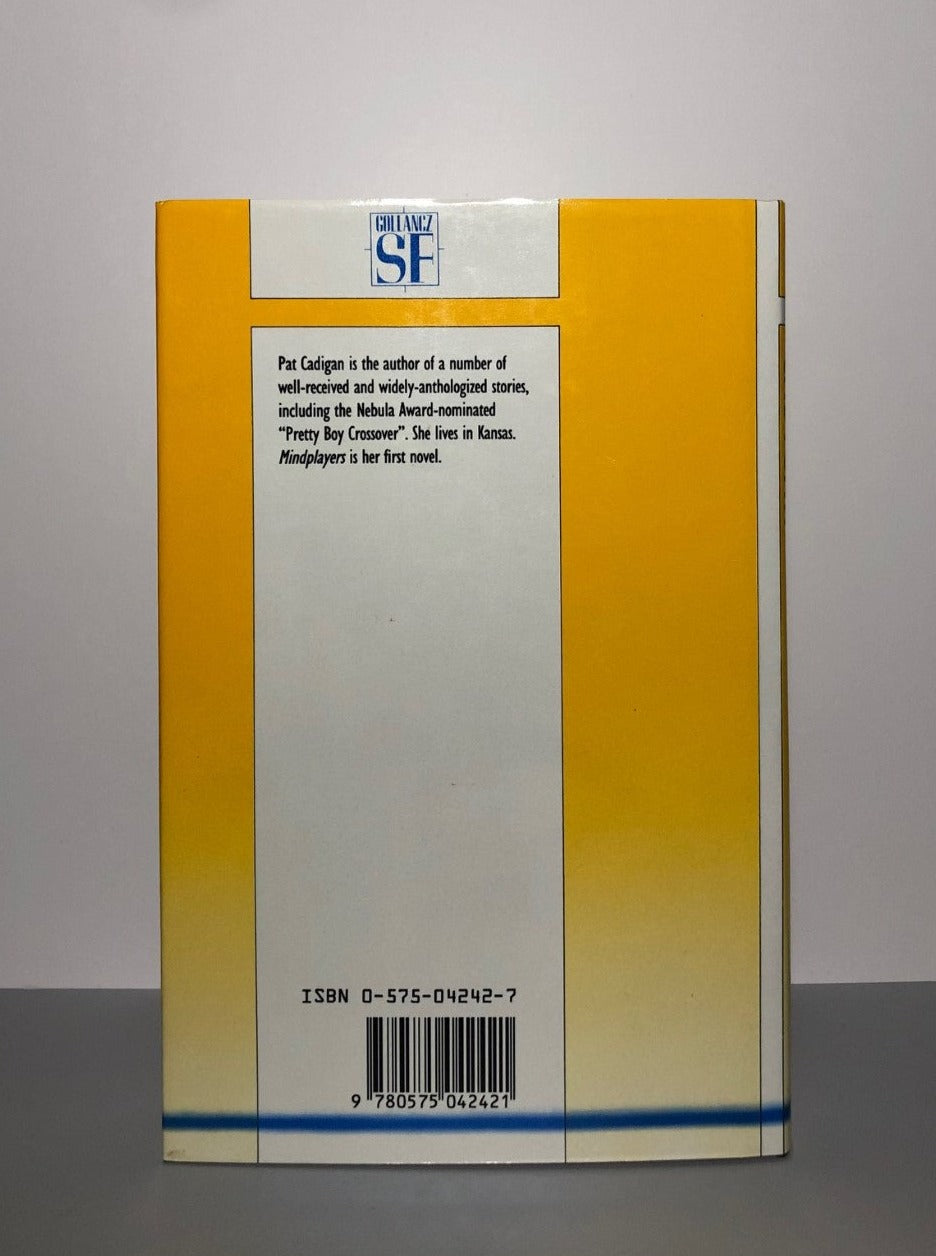 GOLLANCZ
SF
Pat Cadigan is the author of a number of
well-received and widely-anthologized stories,
including the Nebula Award-nominated
“Pretty Boy Crossover”. She lives in Kansas.
Mindplayers is her first novel.
ISBN 0-575-04242-7
9 780575 042421